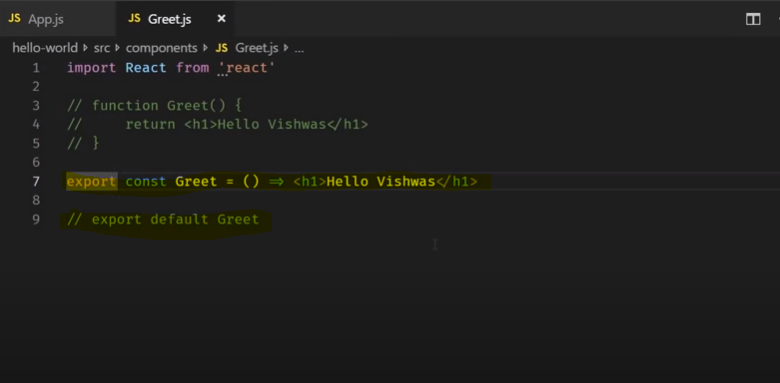 JS App.js
JS Greet.js ×
hello-world ▸ src ▸ components ▸ JS Greet.js ▸ ...
1 import React from 'react'
2
3 // function Greet() {
4 //     return <h1>Hello Vishwas</h1>
5 // }
6
7 export const Greet = () => <h1>Hello Vishwas</h1>
8
9 // export default Greet